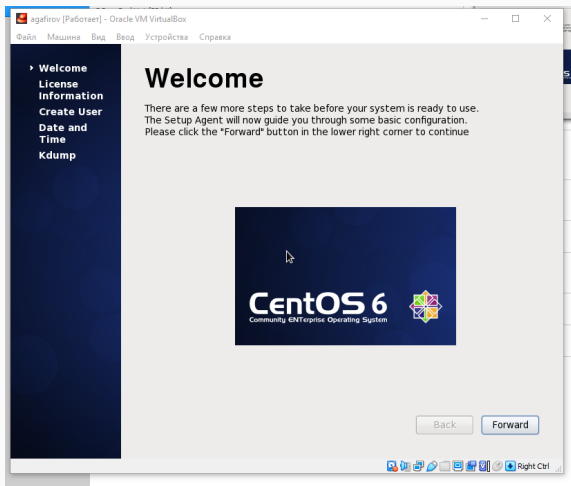 agafirov [Работает] - Oracle VM VirtualBox
Файл Машина Вид Ввод Устройства Справка
Welcome
License
Information
Create User
Date and
Time
Kdump
Welcome
There are a few more steps to take before your system is ready to use.
The Setup Agent will now guide you through some basic configuration.
Please click the "Forward" button in the lower right corner to continue
CentOS 6
Community ENTerprise Operating System
Back Forward
Right Ctrl